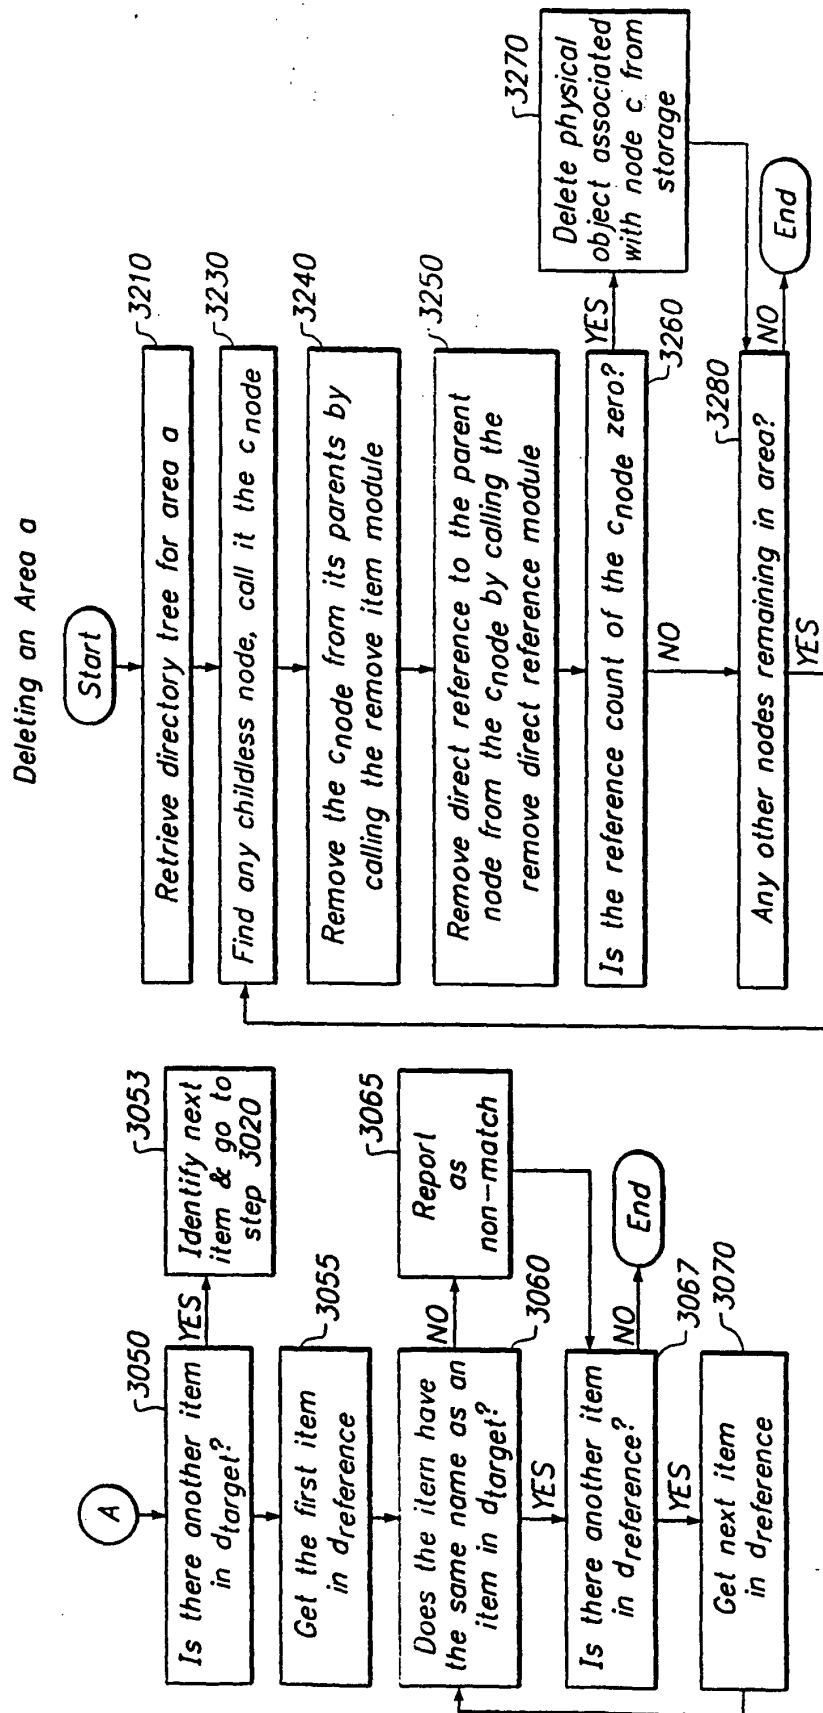 A
Is there another item
in dtarget?
3050
YES
Identify next
item & go to
step 3020
3053
Get the first item
in dreference
3055
Does the item have
the same name as an
item in dtarget?
3060
NO
Report
as
non-match
3065
YES
Is there another item
in dreference?
3067
NO
End
YES
Get next item
in dreference
3070
Deleting an Area a
Start
Retrieve directory tree for area a
3210
Find any childless node, call it the cnode
3230
Remove the cnode from its parents by
calling the remove item module
3240
Remove direct reference to the parent
node from the cnode by calling the
remove direct reference module
3250
Is the reference count of the cnode zero?
3260
YES
Delete physical
object associated
with node c from
storage
3270
NO
Any other nodes remaining in area?
3280
NO
End
YES